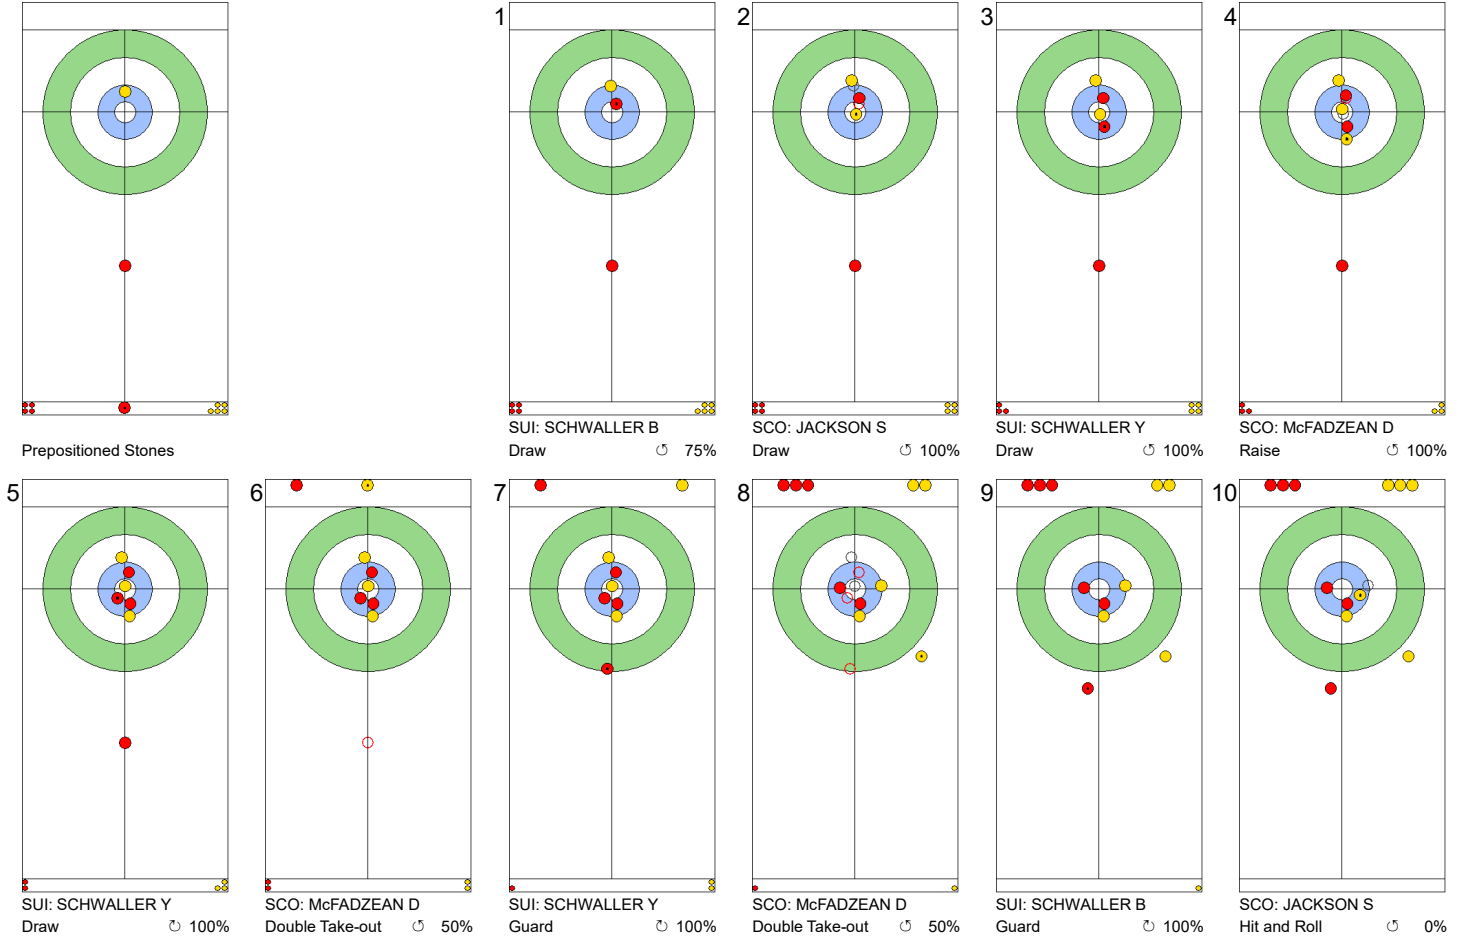 Prepositioned Stones
1
SUI: SCHWALLER B
Draw 75%
2
SCO: JACKSON S
Draw 100%
3
SUI: SCHWALLER Y
Draw 100%
4
SCO: McFADZEAN D
Raise 100%
5
SUI: SCHWALLER Y
Draw 100%
6
SCO: McFADZEAN D
Double Take-out 50%
7
SUI: SCHWALLER Y
Guard 100%
8
SCO: McFADZEAN D
Double Take-out 50%
9
SUI: SCHWALLER B
Guard 100%
10
SCO: JACKSON S
Hit and Roll 0%